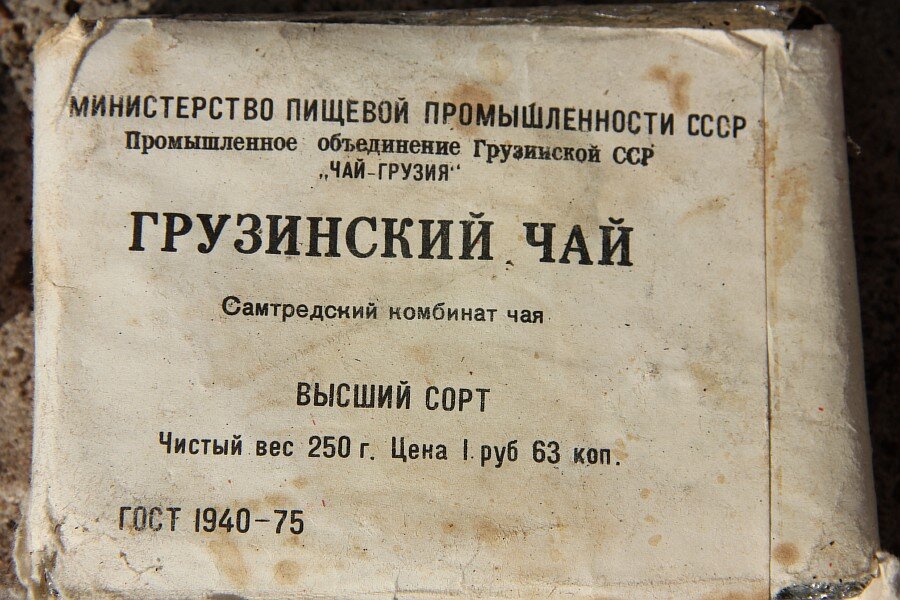 МИНИСТЕРСТВО ПИЩЕВОЙ ПРОМЫШЛЕННОСТИ СССР
Промышленное объединение Грузинской ССР
„ЧАЙ-ГРУЗИЯ“
ГРУЗИНСКИЙ ЧАЙ
Самтредский комбинат чая
ВЫСШИЙ СОРТ
Чистый вес 250 г. Цена I руб 63 коп.
ГОСТ 1940-75